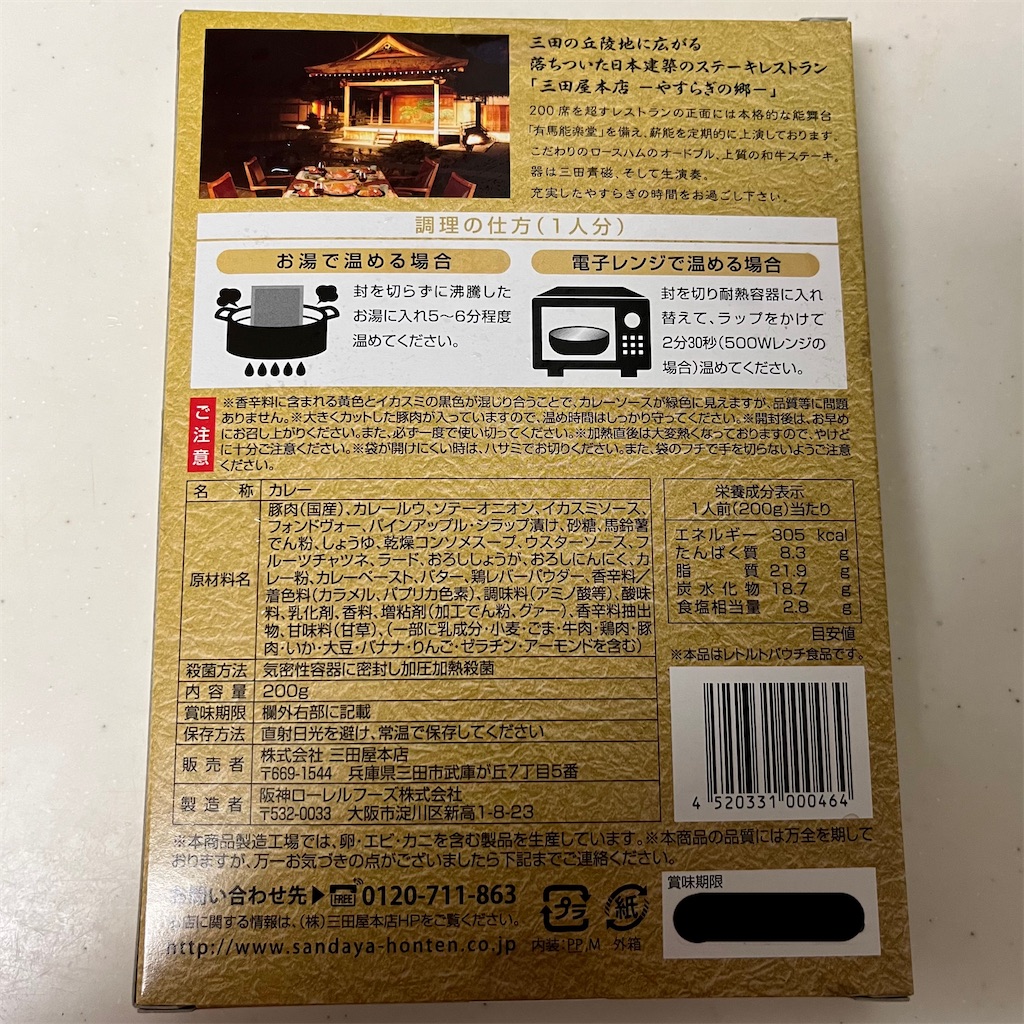 三田の丘陵地に広がる
落ちついた日本建築のステーキレストラン
「三田屋本店 －やすらぎの郷－」
200席を超すレストランの正面には本格的な能舞台
「有馬能楽堂」を備え、薪能を定期的に上演しております
こだわりのロースハムのオードブル、上質の和牛ステーキ
器は三田青磁、そして生演奏。
充実したやすらぎの時間をお過ごし下さい。
調理の仕方(1人分)
お湯で温める場合
封を切らずに沸騰した
お湯に入れ5～6分程度
温めてください。
電子レンジで温める場合
封を切り耐熱容器に入れ
替えて、ラップをかけて
2分30秒(500Wレンジの
場合)温めてください。
ご注意
※香辛料に含まれる黄色とイカスミの黒色が混じり合うことで、カレーソースが緑色に見えますが、品質等に問題
ありません。※大きくカットした豚肉が入っていますので、温め時間はしっかり守ってください。※開封後は、お早め
にお召し上がりください。また、必ず一度で使い切ってください。※加熱直後は大変熱くなっておりますので、やけど
に十分ご注意ください。※袋が開けにくい時は、ハサミでお切りください。また、袋のフチで手を切らないようご注意
ください。
名称 カレー
原材料名 豚肉(国産)、カレールウ、ソテーオニオン、イカスミソース、
フォンドヴォー、パインアップル・シラップ漬け、砂糖、馬鈴薯
でん粉、しょうゆ、乾燥コンソメスープ、ウスターソース、フ
ルーツチャツネ、ラード、おろししょうが、おろしにんにく、カ
レー粉、カレーペースト、バター、鶏レバーパウダー、香辛料／
着色料(カラメル、パプリカ色素)、調味料(アミノ酸等)、酸味
料、乳化剤、香料、増粘剤(加工でん粉、グァー)、香辛料抽出
物、甘味料(甘草)、(一部に乳成分・小麦・ごま・牛肉・鶏肉・豚
肉・いか・大豆・バナナ・りんご・ゼラチン・アーモンドを含む)
殺菌方法 気密性容器に密封し加圧加熱殺菌
内容量 200g
賞味期限 欄外右部に記載
保存方法 直射日光を避け、常温で保存してください
販売者 株式会社 三田屋本店
〒669-1544 兵庫県三田市武庫が丘7丁目5番
製造者 阪神ローレルフーズ株式会社
〒532-0033 大阪市淀川区新高1-8-23
栄養成分表示
1人前(200g)当たり
エネルギー 305 kcal
たんぱく質 8.3 g
脂質 21.9 g
炭水化物 18.7 g
食塩相当量 2.8 g
目安値
※本品はレトルトパウチ食品です。
4 520331 000464
※本商品製造工場では、卵・エビ・カニを含む製品を生産しています。※本商品の品質には万全を期して
おりますが、万一お気づきの点がございましたら下記までご連絡ください。
お問い合わせ先▶FREE 0120-711-863
お店に関する情報は、(株)三田屋本店HPをご覧ください。
http://www.sandaya-honten.co.jp
プラ
内装:PP,M
紙
外箱
賞味期限